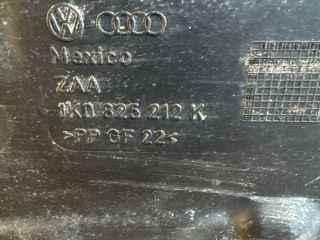 Mexico
ZAA
1K0 825 212 K
>PP GF 22<